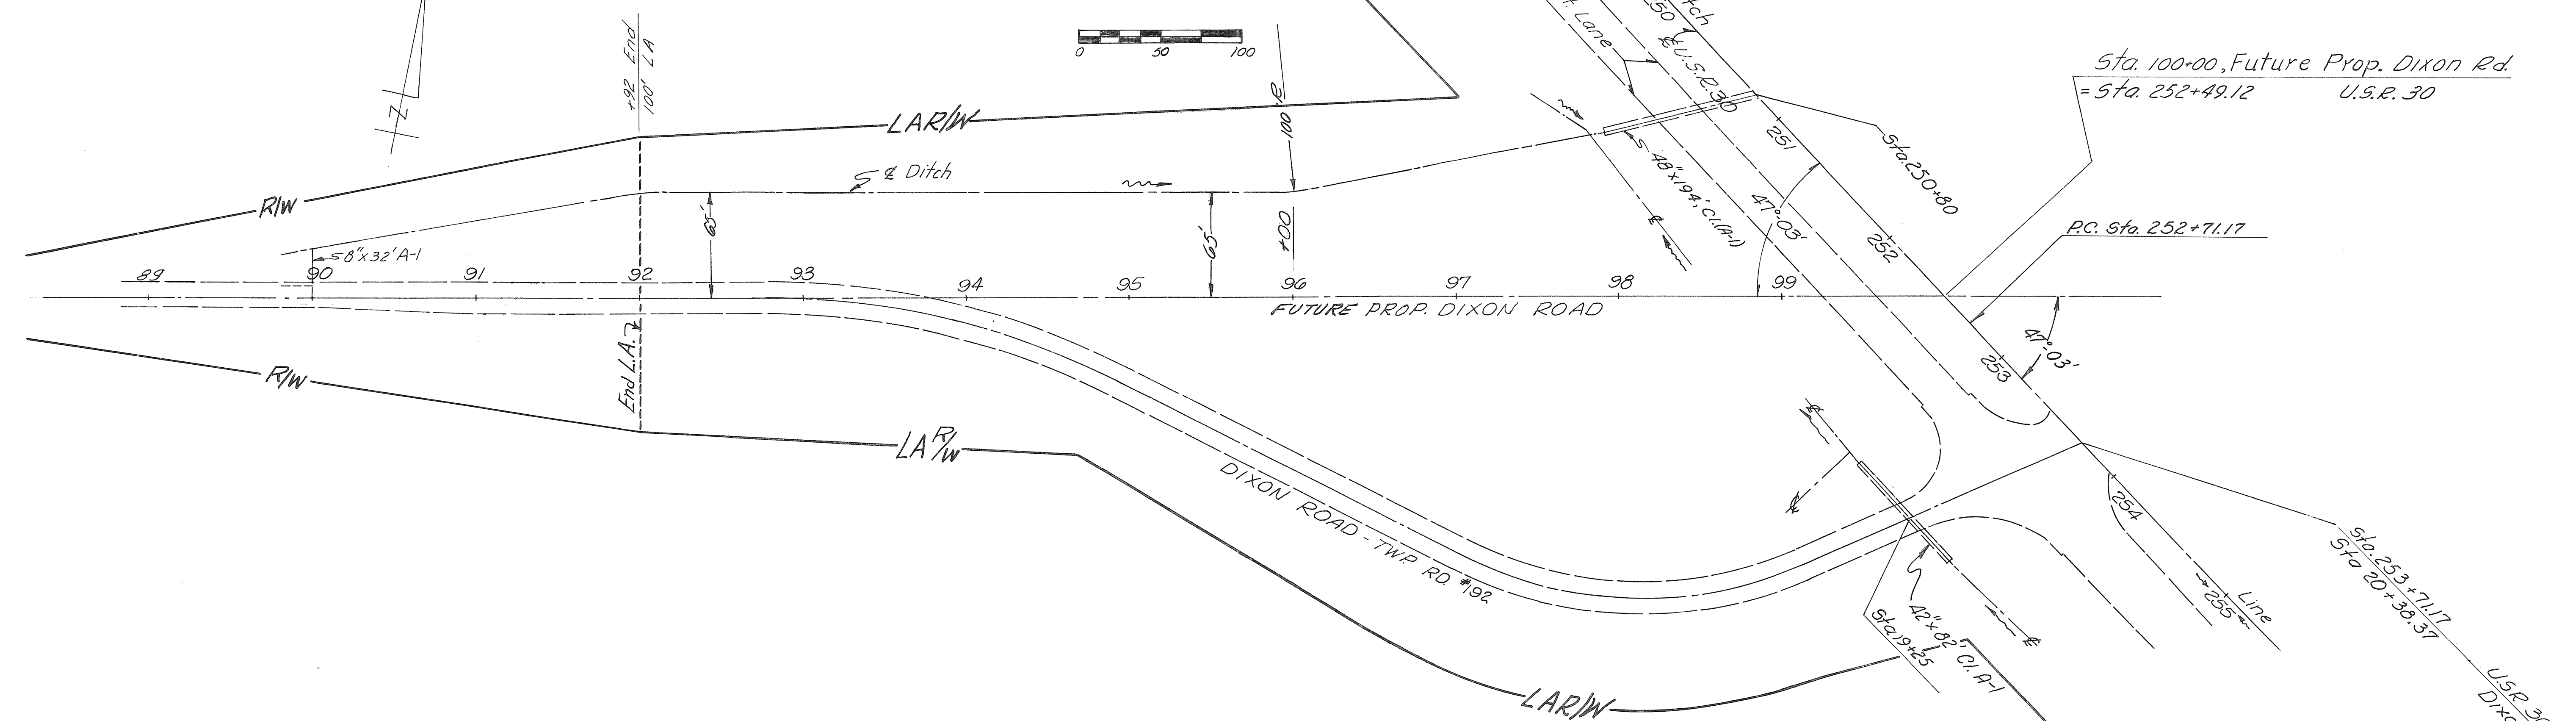 +92 End
100' LA
0 50 100
N
LAR/W
℄ Ditch
R/W
8"x32' A-1
65'
65'
100'
+00
89 90 91 92 93 94 95 96 97 98 99
FUTURE PROP. DIXON ROAD
End L.A.
R/W
LA R/W
DIXON ROAD - TWP. RD. #192
LAR/W
Lane
℄ U.S.R. 30
48"x194', Cl.(A-1)
℄
47°-03'
251
252
253
254
255
Line
Sta. 250+80
Sta. 100+00, Future Prop. Dixon Rd.
= Sta. 252+49.12 U.S.R. 30
P.C. Sta. 252+71.17
47°-03'
℄
℄
℄
42"x82' Cl. A-1
Sta 19+25
Sta. 253+71.17
Sta 20+38.37
U.S.R. 30